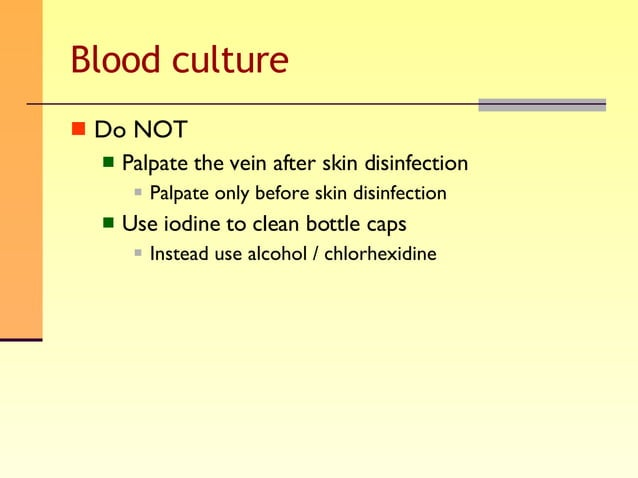 Blood culture
Do NOT
Palpate the vein after skin disinfection
Palpate only before skin disinfection
Use iodine to clean bottle caps
Instead use alcohol / chlorhexidine